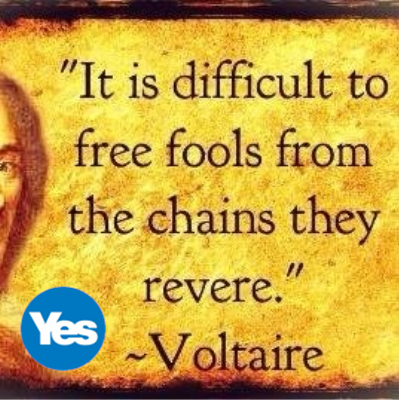 "It is difficult to
free fools from
the chains they
revere."
~Voltaire
Yes